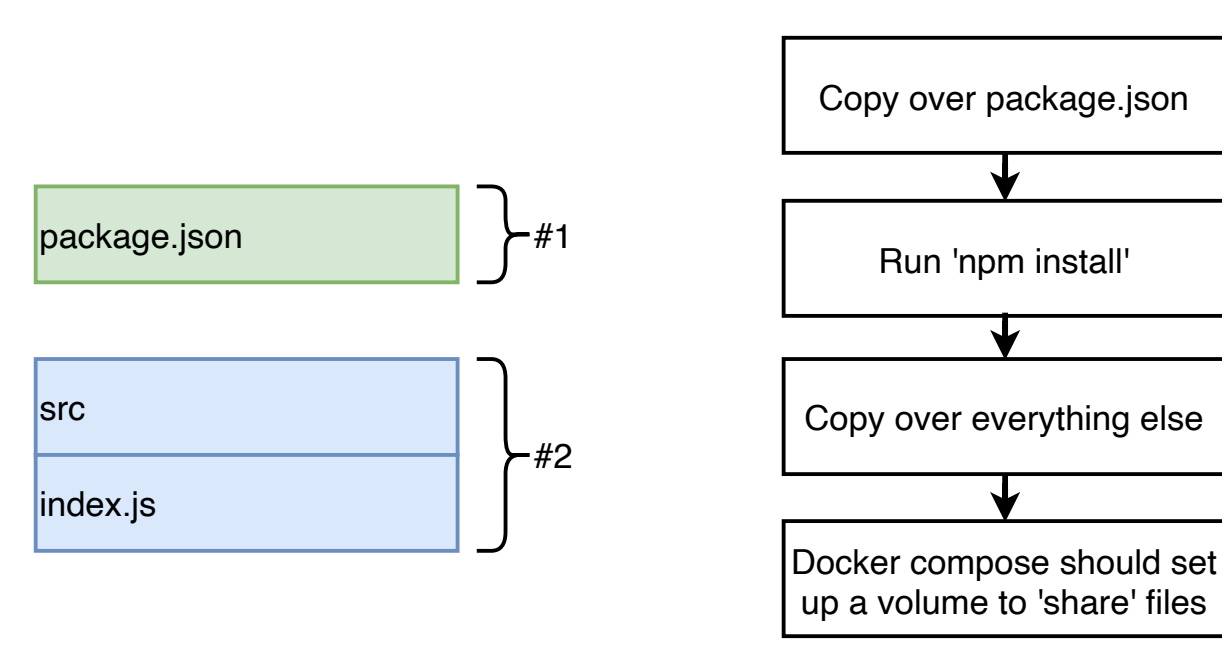 package.json
#1
src
index.js
#2
Copy over package.json
Run 'npm install'
Copy over everything else
Docker compose should set
up a volume to 'share' files